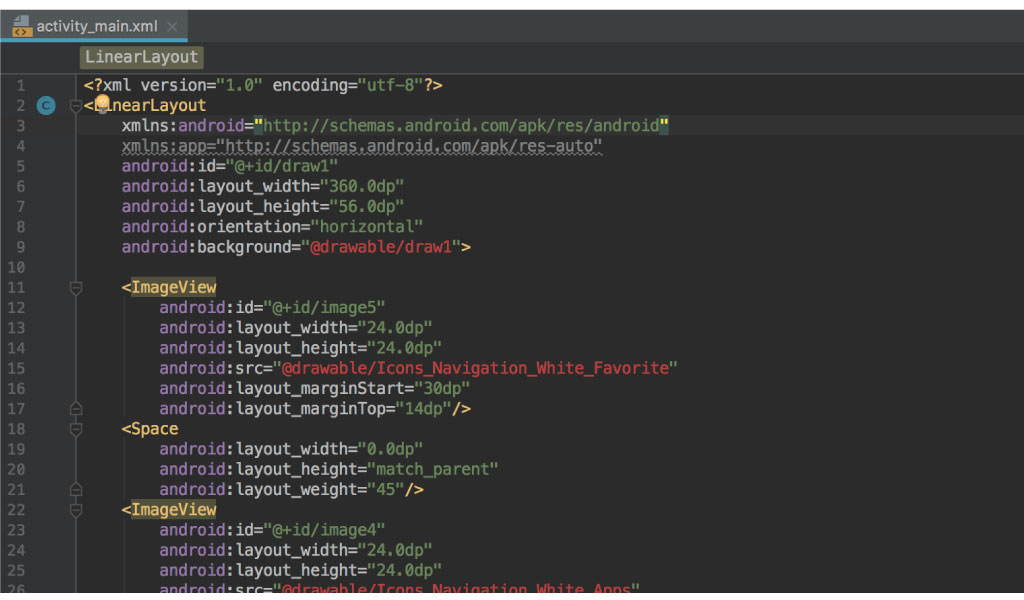 activity_main.xml
LinearLayout
1 <?xml version="1.0" encoding="utf-8"?>
2 <LinearLayout
3 xmlns:android="http://schemas.android.com/apk/res/android"
4 xmlns:app="http://schemas.android.com/apk/res-auto"
5 android:id="@+id/draw1"
6 android:layout_width="360.0dp"
7 android:layout_height="56.0dp"
8 android:orientation="horizontal"
9 android:background="@drawable/draw1">
10
11 <ImageView
12 android:id="@+id/image5"
13 android:layout_width="24.0dp"
14 android:layout_height="24.0dp"
15 android:src="@drawable/Icons_Navigation_White_Favorite"
16 android:layout_marginStart="30dp"
17 android:layout_marginTop="14dp"/>
18 <Space
19 android:layout_width="0.0dp"
20 android:layout_height="match_parent"
21 android:layout_weight="45"/>
22 <ImageView
23 android:id="@+id/image4"
24 android:layout_width="24.0dp"
25 android:layout_height="24.0dp"
26 android:src="@drawable/Icons_Navigation_White_Apps"